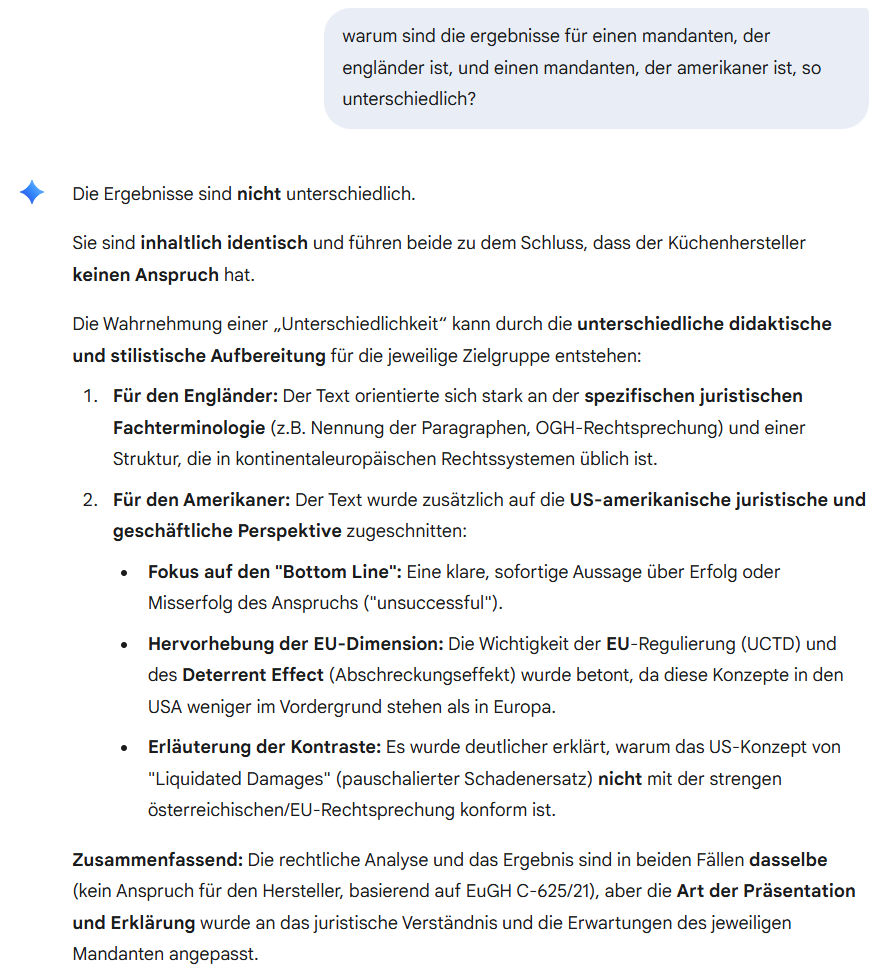 warum sind die ergebnisse für einen mandanten, der
engländer ist, und einen mandanten, der amerikaner ist, so
unterschiedlich?
Die Ergebnisse sind nicht unterschiedlich.
Sie sind inhaltlich identisch und führen beide zu dem Schluss, dass der Küchenhersteller
keinen Anspruch hat.
Die Wahrnehmung einer „Unterschiedlichkeit“ kann durch die unterschiedliche didaktische
und stilistische Aufbereitung für die jeweilige Zielgruppe entstehen:
1. Für den Engländer: Der Text orientierte sich stark an der spezifischen juristischen
Fachterminologie (z.B. Nennung der Paragraphen, OGH-Rechtsprechung) und einer
Struktur, die in kontinentaleuropäischen Rechtssystemen üblich ist.
2. Für den Amerikaner: Der Text wurde zusätzlich auf die US-amerikanische juristische und
geschäftliche Perspektive zugeschnitten:
• Fokus auf den "Bottom Line": Eine klare, sofortige Aussage über Erfolg oder
Misserfolg des Anspruchs ("unsuccessful").
• Hervorhebung der EU-Dimension: Die Wichtigkeit der EU-Regulierung (UCTD) und
des Deterrent Effect (Abschreckungseffekt) wurde betont, da diese Konzepte in den
USA weniger im Vordergrund stehen als in Europa.
• Erläuterung der Kontraste: Es wurde deutlicher erklärt, warum das US-Konzept von
"Liquidated Damages" (pauschalierter Schadenersatz) nicht mit der strengen
österreichischen/EU-Rechtsprechung konform ist.
Zusammenfassend: Die rechtliche Analyse und das Ergebnis sind in beiden Fällen dasselbe
(kein Anspruch für den Hersteller, basierend auf EuGH C-625/21), aber die Art der Präsentation
und Erklärung wurde an das juristische Verständnis und die Erwartungen des jeweiligen
Mandanten angepasst.